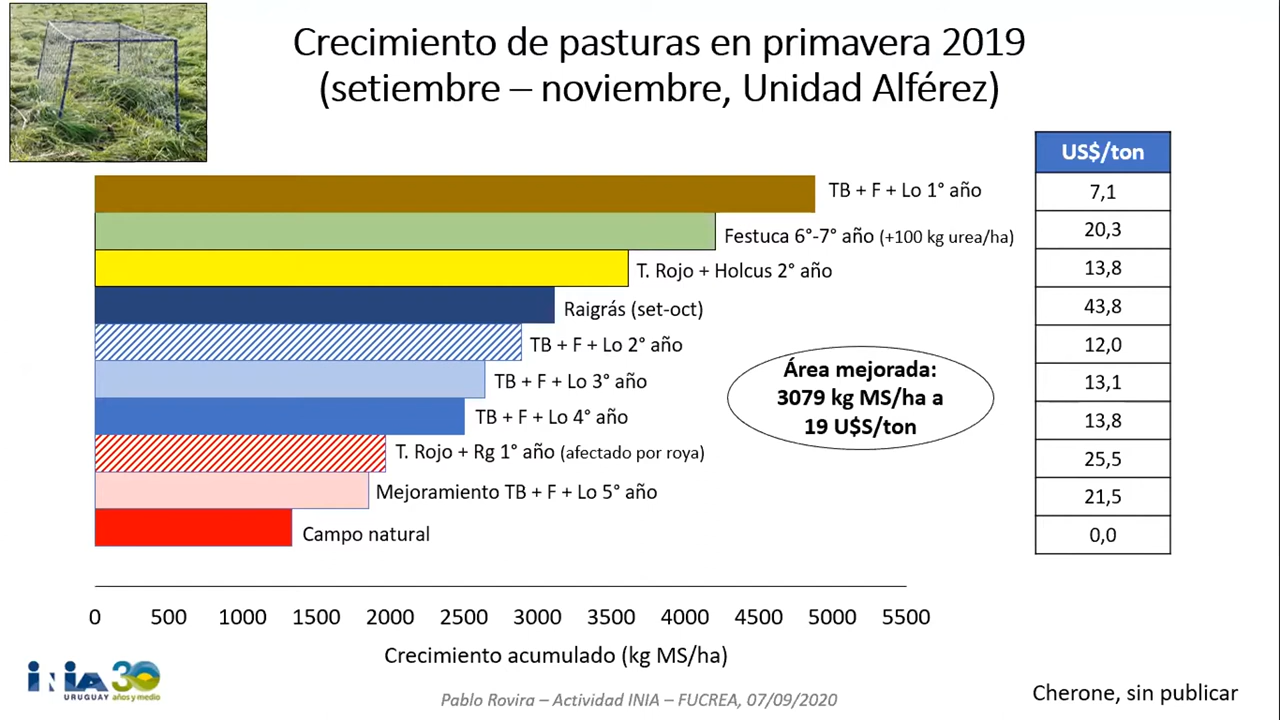 Crecimiento de pasturas en primavera 2019
(setiembre – noviembre, Unidad Alférez)
US$/ton
TB + F + Lo 1° año
7,1
Festuca 6°-7° año (+100 kg urea/ha)
20,3
T. Rojo + Holcus 2° año
13,8
Raigrás (set-oct)
43,8
TB + F + Lo 2° año
12,0
TB + F + Lo 3° año
13,1
TB + F + Lo 4° año
13,8
T. Rojo + Rg 1° año (afectado por roya)
25,5
Mejoramiento TB + F + Lo 5° año
21,5
Campo natural
0,0
Área mejorada:
3079 kg MS/ha a
19 U$S/ton
0 500 1000 1500 2000 2500 3000 3500 4000 4500 5000 5500
Crecimiento acumulado (kg MS/ha)
INIA 30
URUGUAY años y medio
Pablo Rovira – Actividad INIA – FUCREA, 07/09/2020
Cherone, sin publicar